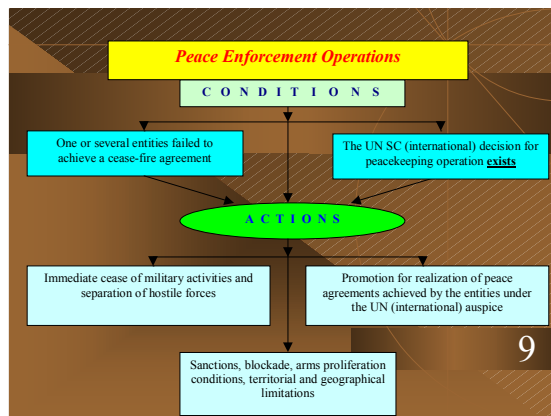 Peace Enforcement Operations
C O N D I T I O N S
One or several entities failed to
achieve a cease-fire agreement
The UN SC (international) decision for
peacekeeping operation exists
A C T I O N S
Immediate cease of military activities and
separation of hostile forces
Promotion for realization of peace
agreements achieved by the entities under
the UN (international) auspice
9
Sanctions, blockade, arms proliferation
conditions, territorial and geographical
limitations